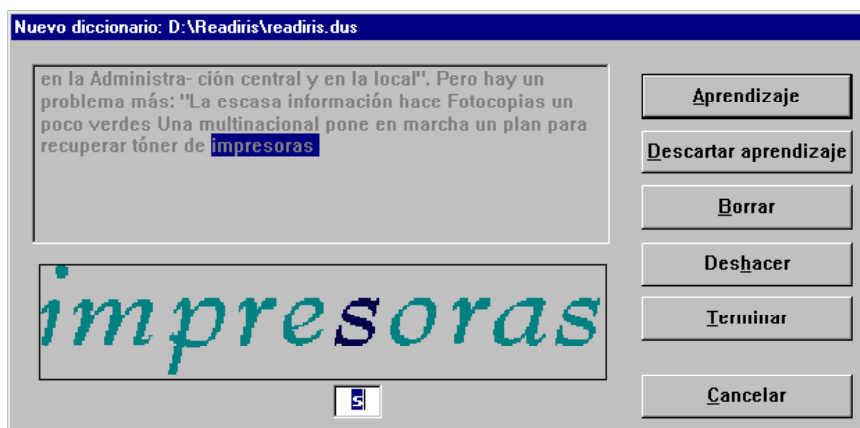 Nuevo diccionario: D:\Readiris\readiris.dus
en la Administra- ción central y en la local". Pero hay un
problema más: "La escasa información hace Fotocopias un
poco verdes Una multinacional pone en marcha un plan para
recuperar tóner de impresoras
impresoras
s
Aprendizaje
Descartar aprendizaje
Borrar
Deshacer
Terminar
Cancelar